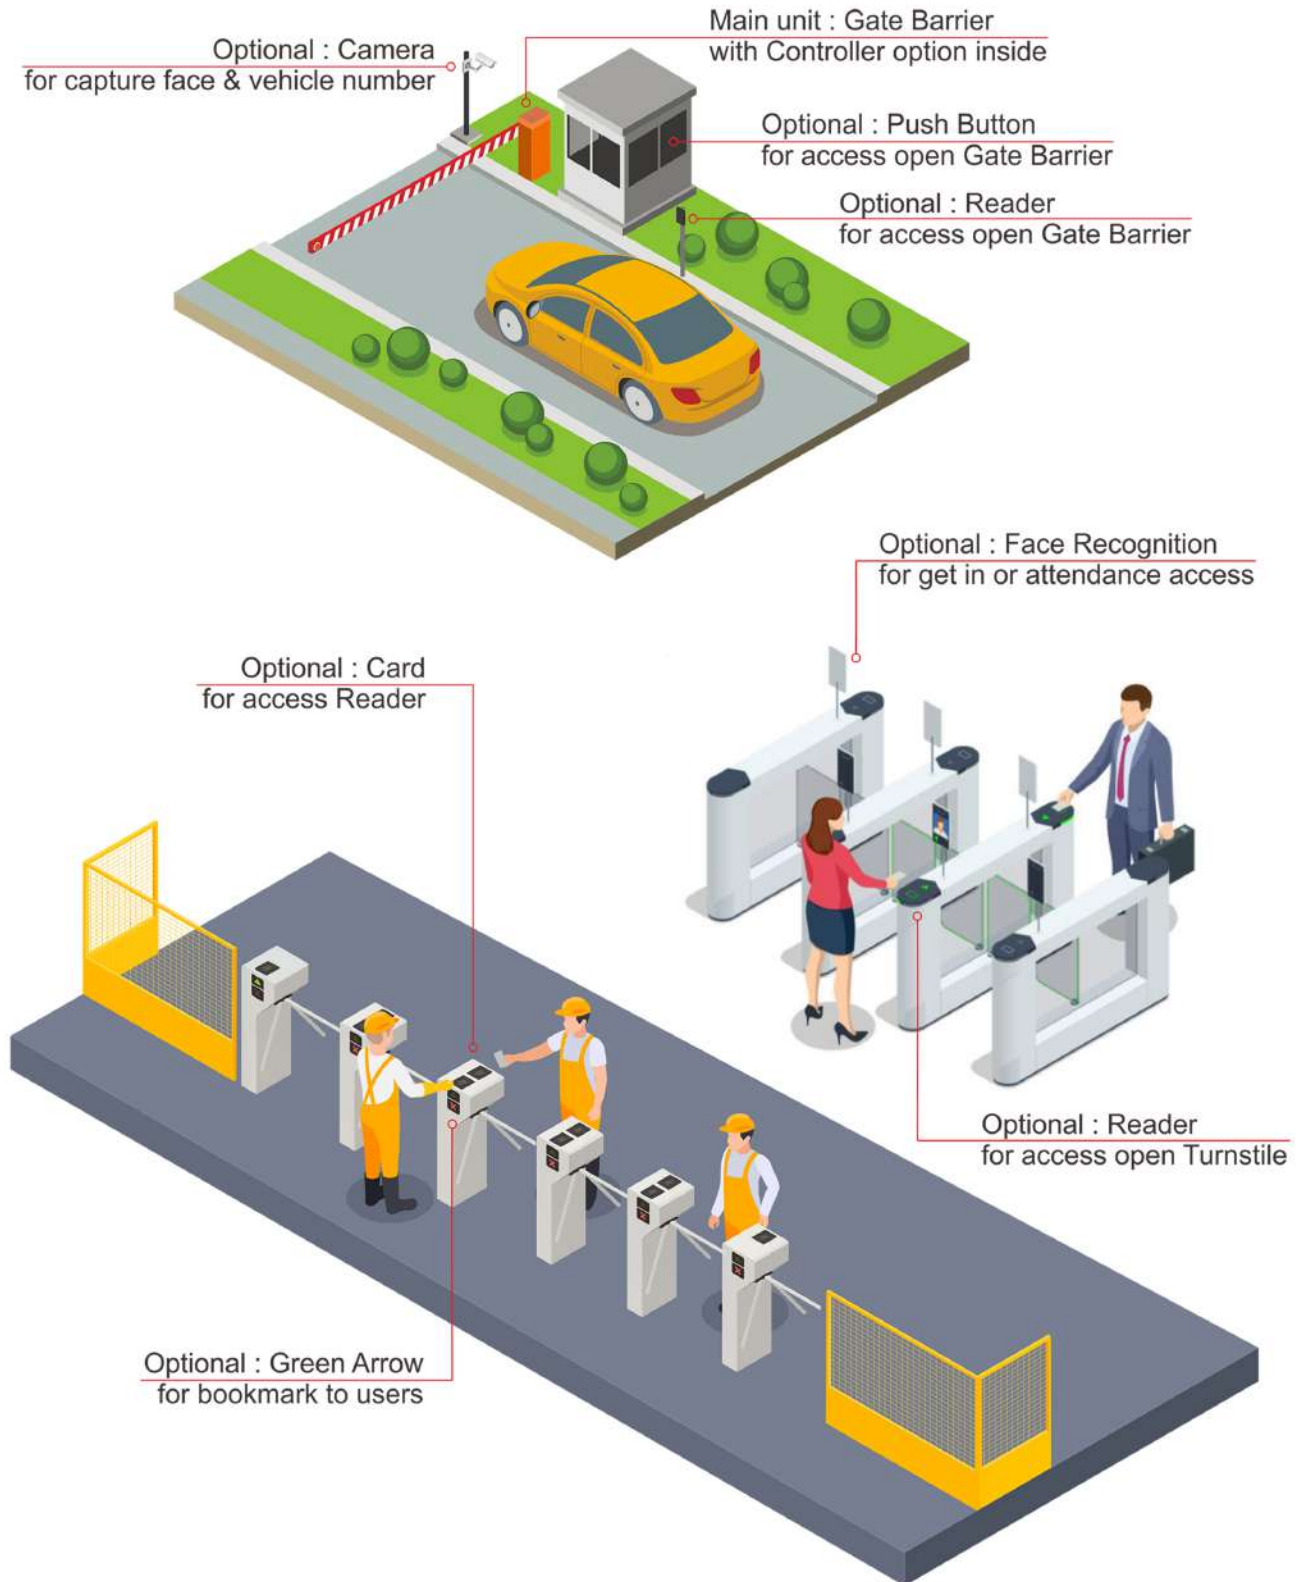 Main unit : Gate Barrier
with Controller option inside
Optional : Camera
for capture face & vehicle number
Optional : Push Button
for access open Gate Barrier
Optional : Reader
for access open Gate Barrier
Optional : Face Recognition
for get in or attendance access
Optional : Card
for access Reader
Optional : Reader
for access open Turnstile
Optional : Green Arrow
for bookmark to users